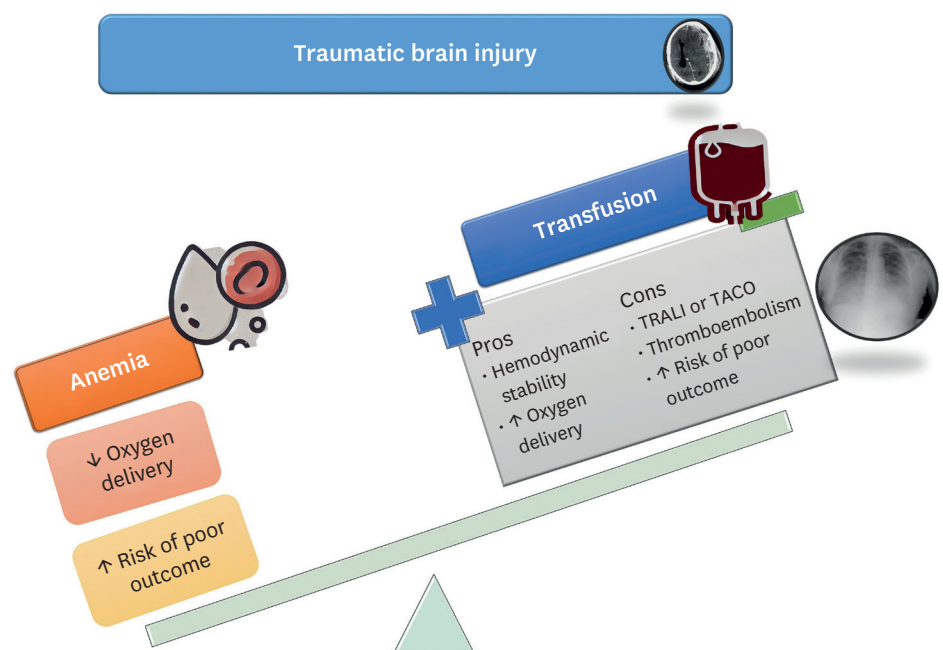 Traumatic brain injury
Transfusion
Pros
· Hemodynamic
stability
· ↑ Oxygen
delivery
Cons
· TRALI or TACO
· Thromboembolism
· ↑ Risk of poor
outcome
Anemia
↓ Oxygen
delivery
↑ Risk of poor
outcome